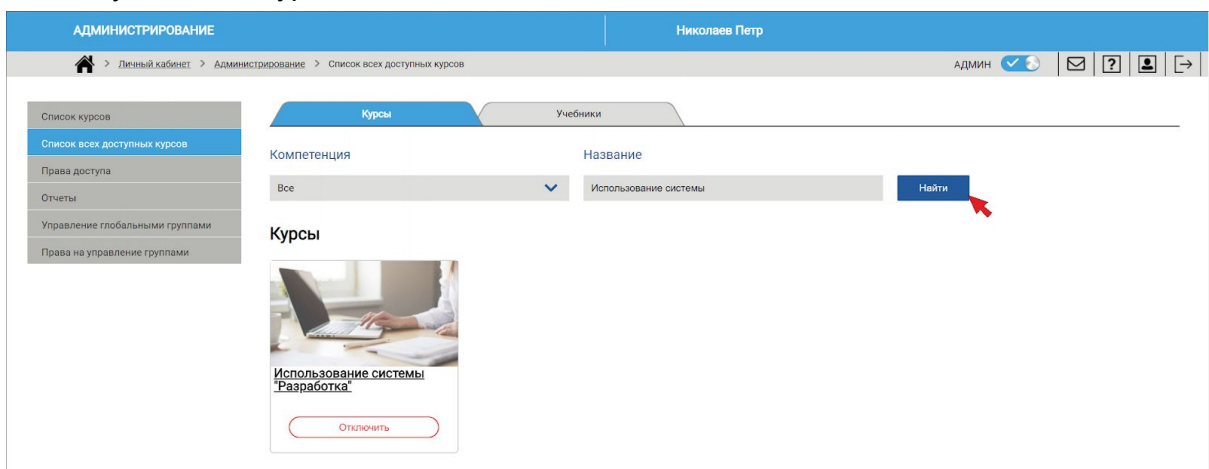 АДМИНИСТРИРОВАНИЕ
Николаев Петр
> Личный кабинет > Администрирование > Список всех доступных курсов
АДМИН
?
Список курсов
Список всех доступных курсов
Права доступа
Отчеты
Управление глобальными группами
Права на управление группами
Курсы
Учебники
Компетенция
Название
Все
Использование системы
Найти
Курсы
Использование системы
"Разработка"
Отключить